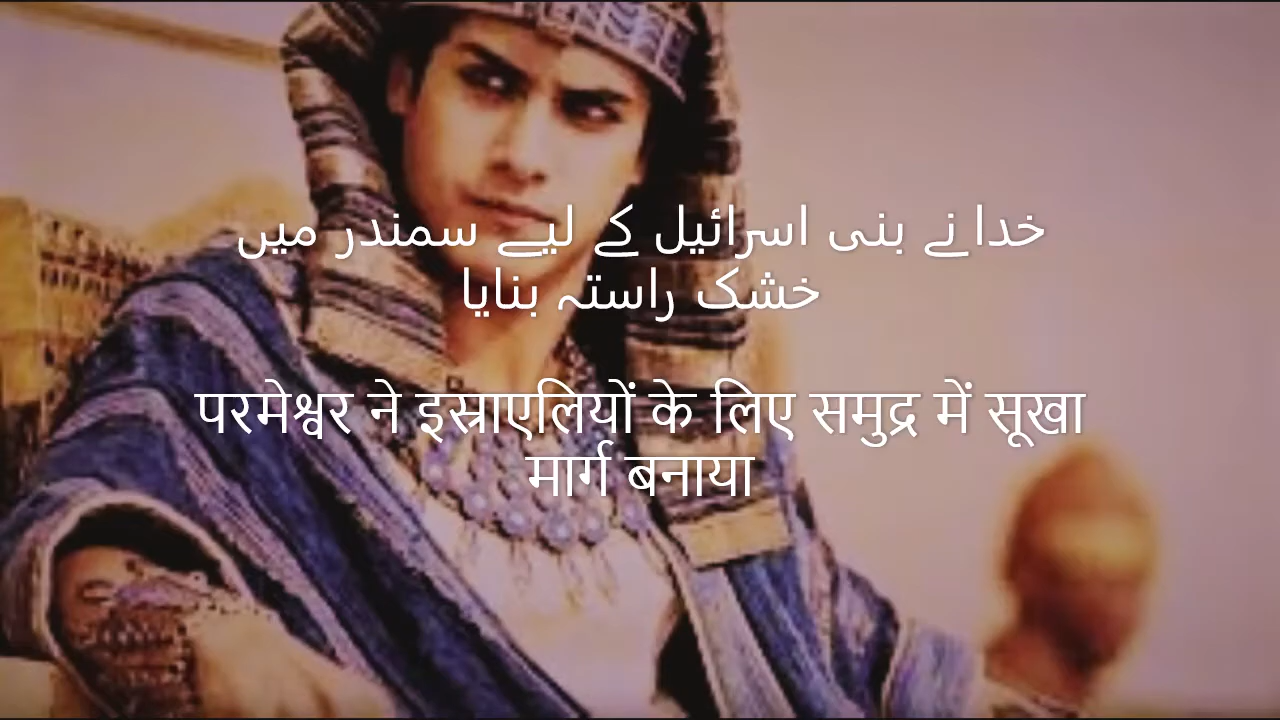 خدا نے بنی اسرائیل کے لیے سمندر میں
خشک راستہ بنایا
परमेश्वर ने इस्राएलियों के लिए समुद्र में सूखा
मार्ग बनाया